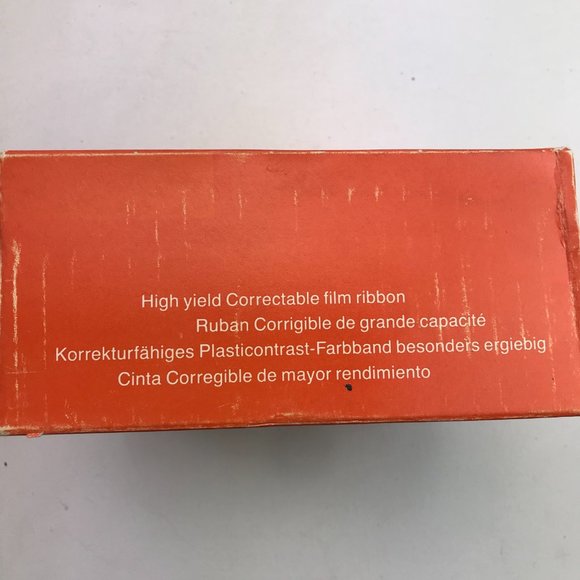 High yield Correctable film ribbon
Ruban Corrigible de grande capacité
Korrekturfähiges Plasticontrast-Farbband besonders ergiebig
Cinta Corregible de mayor rendimiento